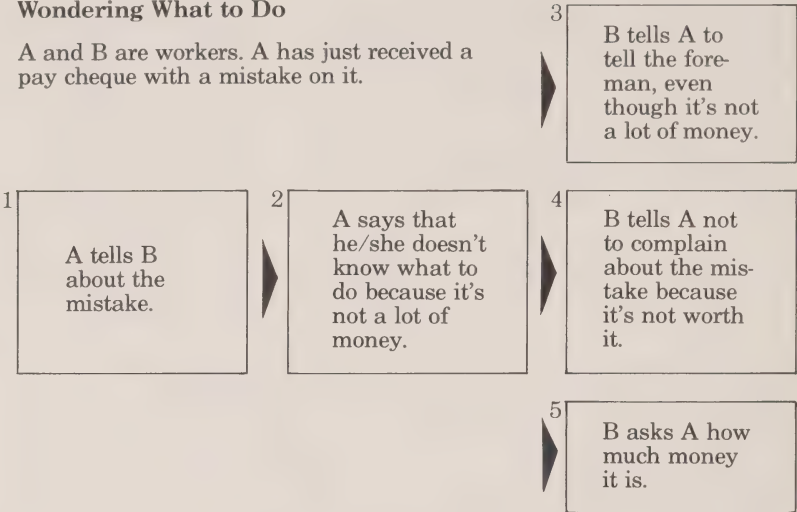 Wondering What to Do
A and B are workers. A has just received a
pay cheque with a mistake on it.
1
A tells B
about the
mistake.
2
A says that
he/she doesn't
know what to
do because it's
not a lot of
money.
3
B tells A to
tell the fore-
man, even
though it's not
a lot of money.
4
B tells A not
to complain
about the mis-
take because
it's not worth
it.
5
B asks A how
much money
it is.